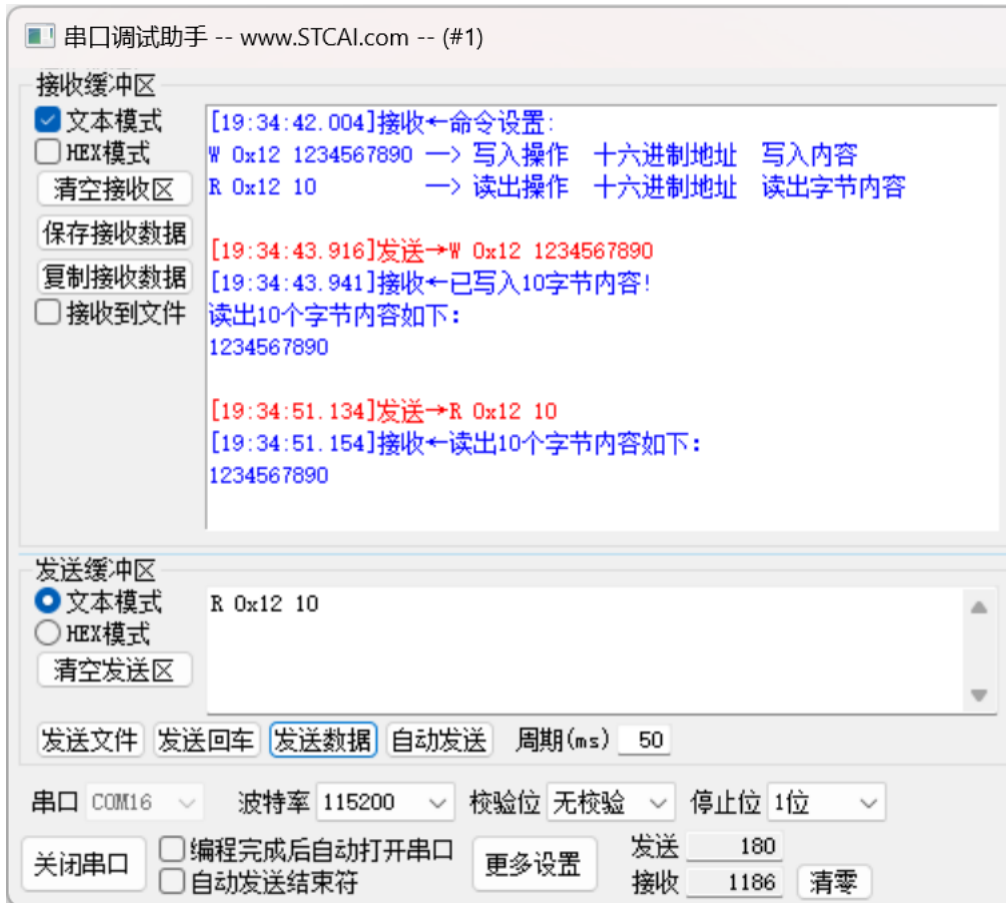 串口调试助手 -- www.STCAI.com -- (#1)
接收缓冲区
文本模式
HEX模式
清空接收区
保存接收数据
复制接收数据
接收到文件
[19:34:42.004]接收←命令设置:
W 0x12 1234567890 —> 写入操作 十六进制地址 写入内容
R 0x12 10 —> 读出操作 十六进制地址 读出字节内容
[19:34:43.916]发送→W 0x12 1234567890
[19:34:43.941]接收←已写入10字节内容!
读出10个字节内容如下:
1234567890
[19:34:51.134]发送→R 0x12 10
[19:34:51.154]接收←读出10个字节内容如下:
1234567890
发送缓冲区
文本模式
HEX模式
清空发送区
R 0x12 10
发送文件 发送回车 发送数据 自动发送 周期(ms) 50
串口 COM16 波特率 115200 校验位 无校验 停止位 1位
关闭串口
编程完成后自动打开串口
自动发送结束符
更多设置
发送 180
接收 1186 清零